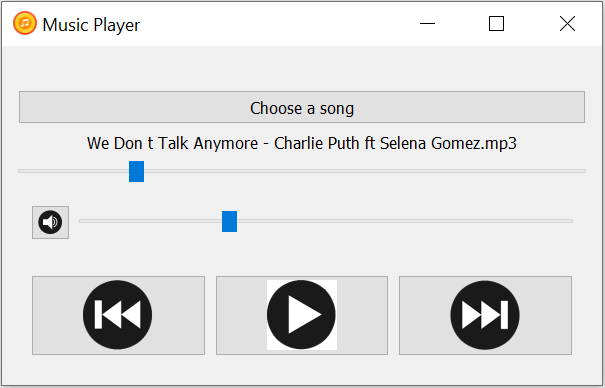 Music Player
Choose a song
We Don t Talk Anymore - Charlie Puth ft Selena Gomez.mp3